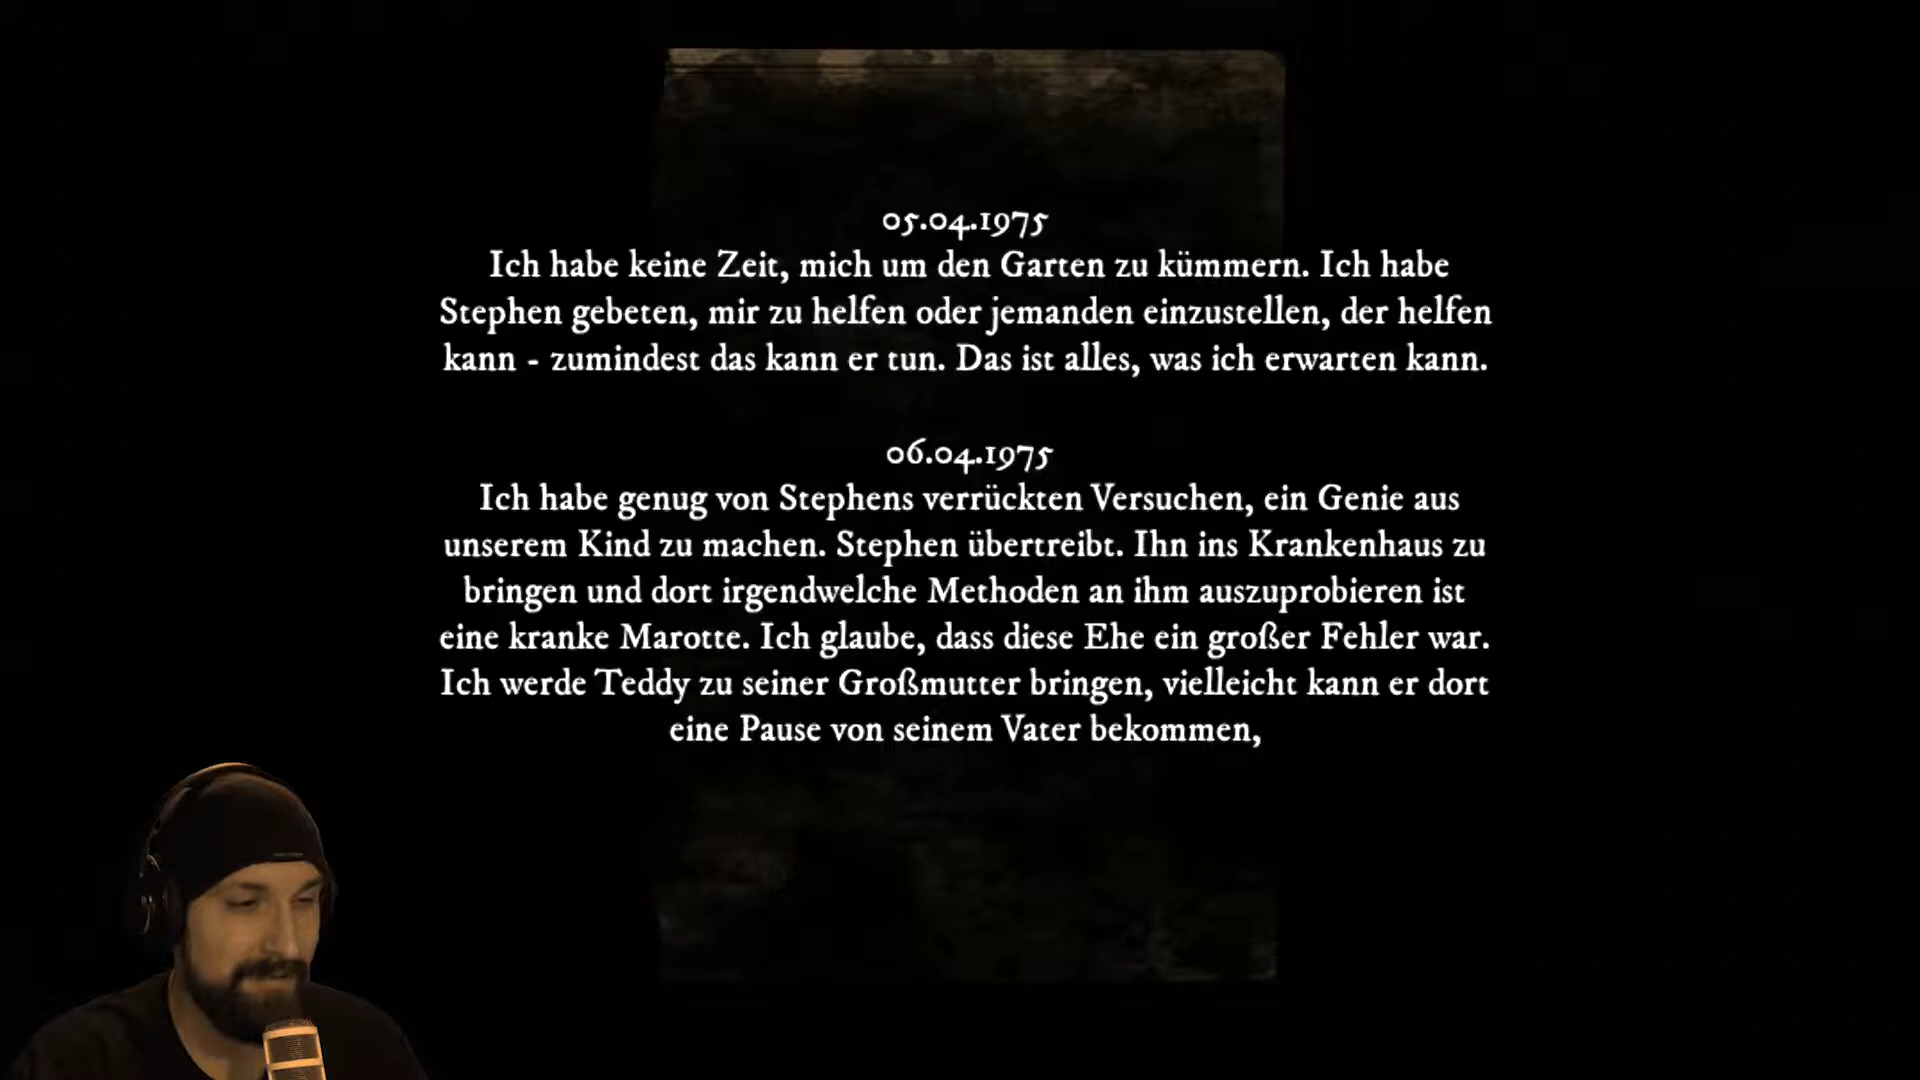 05.04.1975
Ich habe keine Zeit, mich um den Garten zu kümmern. Ich habe
Stephen gebeten, mir zu helfen oder jemanden einzustellen, der helfen
kann - zumindest das kann er tun. Das ist alles, was ich erwarten kann.
06.04.1975
Ich habe genug von Stephens verrückten Versuchen, ein Genie aus
unserem Kind zu machen. Stephen übertreibt. Ihn ins Krankenhaus zu
bringen und dort irgendwelche Methoden an ihm auszuprobieren ist
eine kranke Marotte. Ich glaube, dass diese Ehe ein großer Fehler war.
Ich werde Teddy zu seiner Großmutter bringen, vielleicht kann er dort
eine Pause von seinem Vater bekommen,